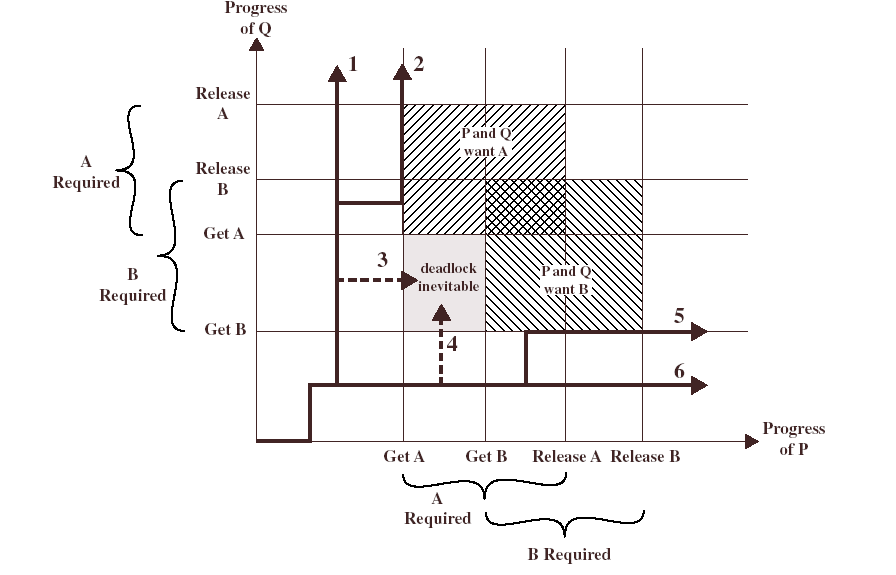 Progress
of Q
1
2
Release
A
P and Q
want A
A
Required
Release
B
Get A
B
Required
3
deadlock
inevitable
P and Q
want B
Get B
4
5
6
Progress
of P
Get A
Get B
Release A
Release B
A
Required
B Required